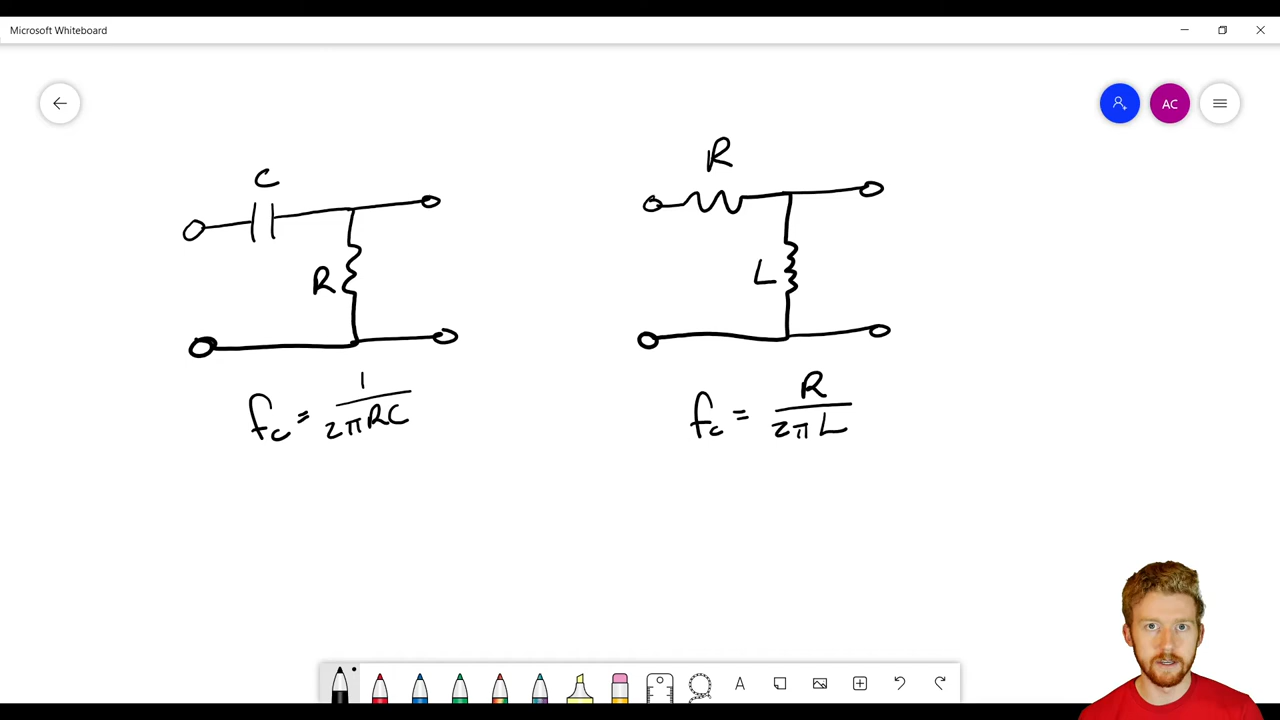 Microsoft Whiteboard
AC
C
R
R
L
fc = 1/2πRC
fc = R/2πL
A